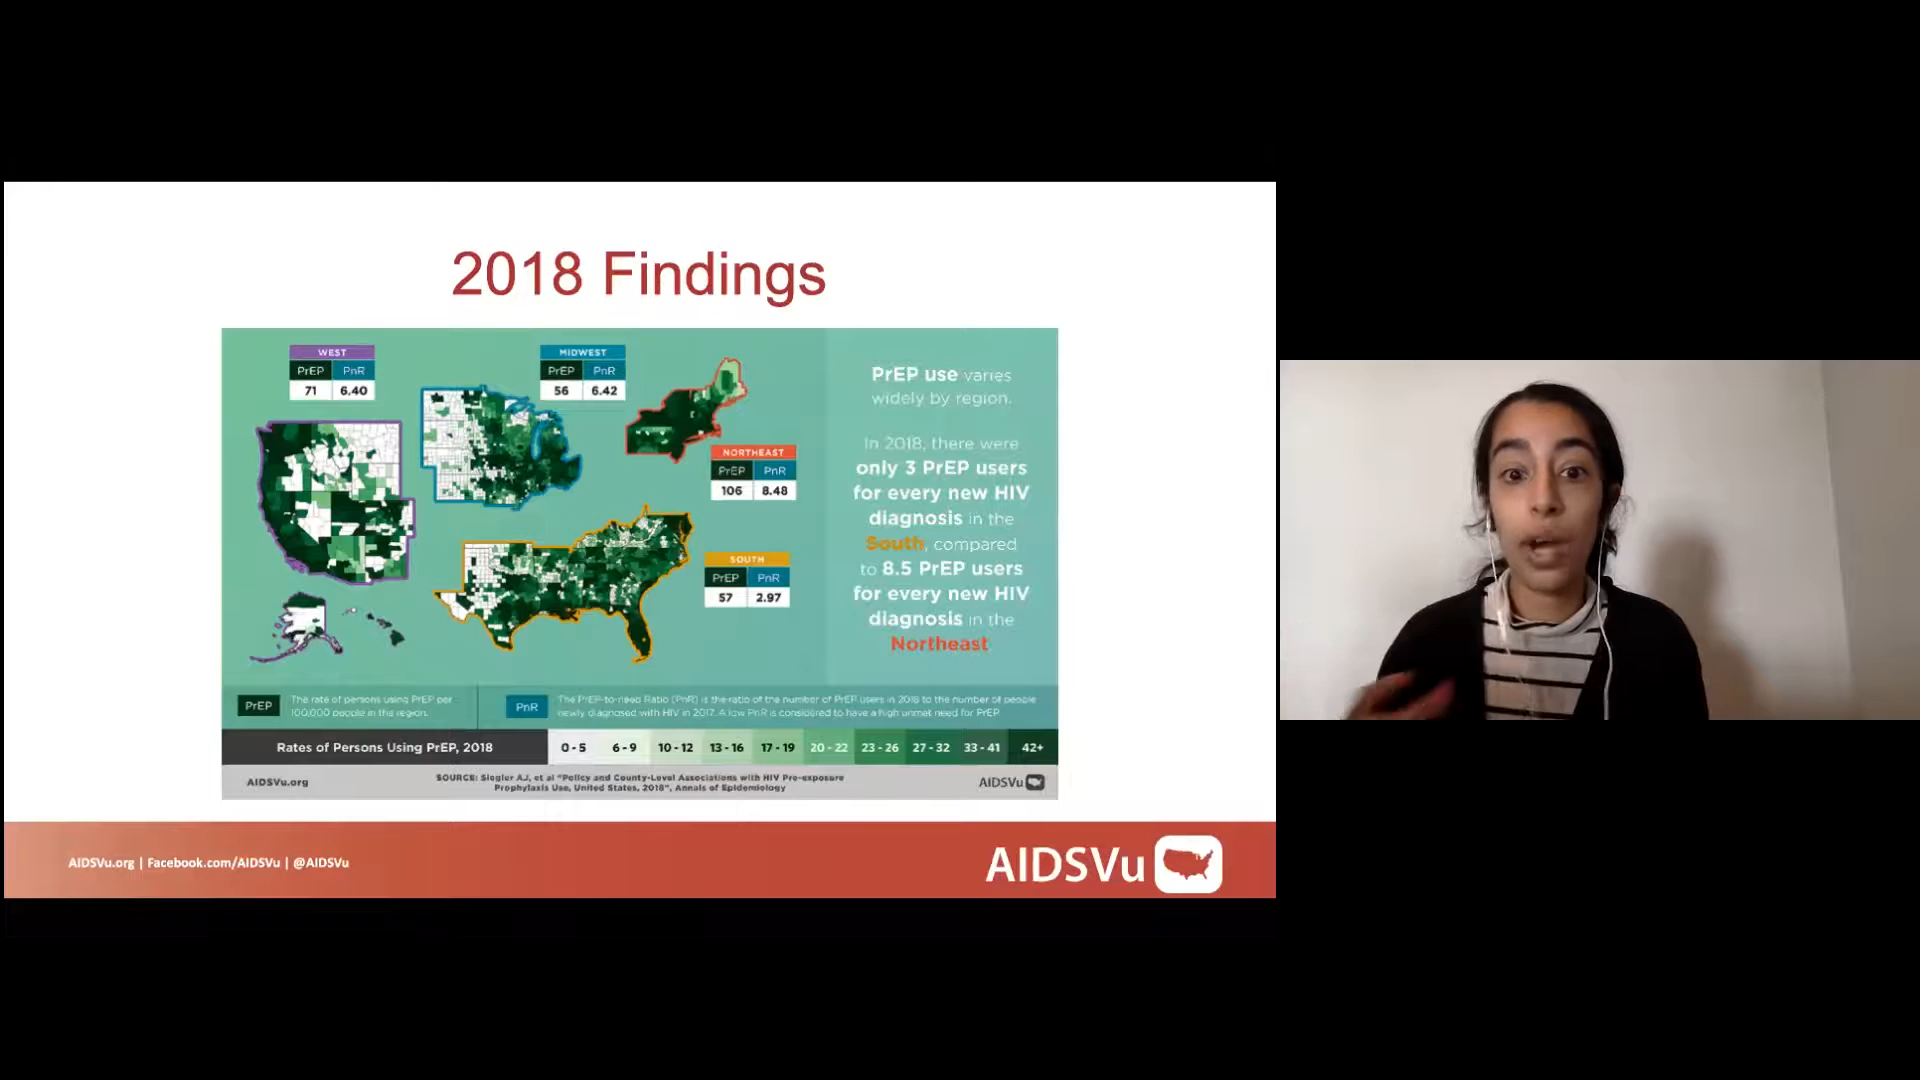 2018 Findings
WEST
PrEP PnR
71 6.40
MIDWEST
PrEP PnR
56 6.42
NORTHEAST
PrEP PnR
106 8.48
SOUTH
PrEP PnR
57 2.97
PrEP use varies
widely by region.
In 2018, there were
only 3 PrEP users
for every new HIV
diagnosis in the
South, compared
to 8.5 PrEP users
for every new HIV
diagnosis in the
Northeast
PrEP
The rate of persons using PrEP per
100,000 people in the region.
PnR
The PrEP-to-need Ratio (PnR) is the ratio of the number of PrEP users in 2018 to the number of people
newly diagnosed with HIV in 2017. A low PnR is considered to have a high unmet need for PrEP.
Rates of Persons Using PrEP, 2018 0 - 5 6 - 9 10 - 12 13 - 16 17 - 19 20 - 22 23 - 26 27 - 32 33 - 41 42+
AIDSVu.org
SOURCE: Siegler AJ, et al "Policy and County-Level Associations with HIV Pre-exposure
Prophylaxis Use, United States, 2018", Annals of Epidemiology
AIDSVu
AIDSVu.org | Facebook.com/AIDSVu | @AIDSVu
AIDSVu